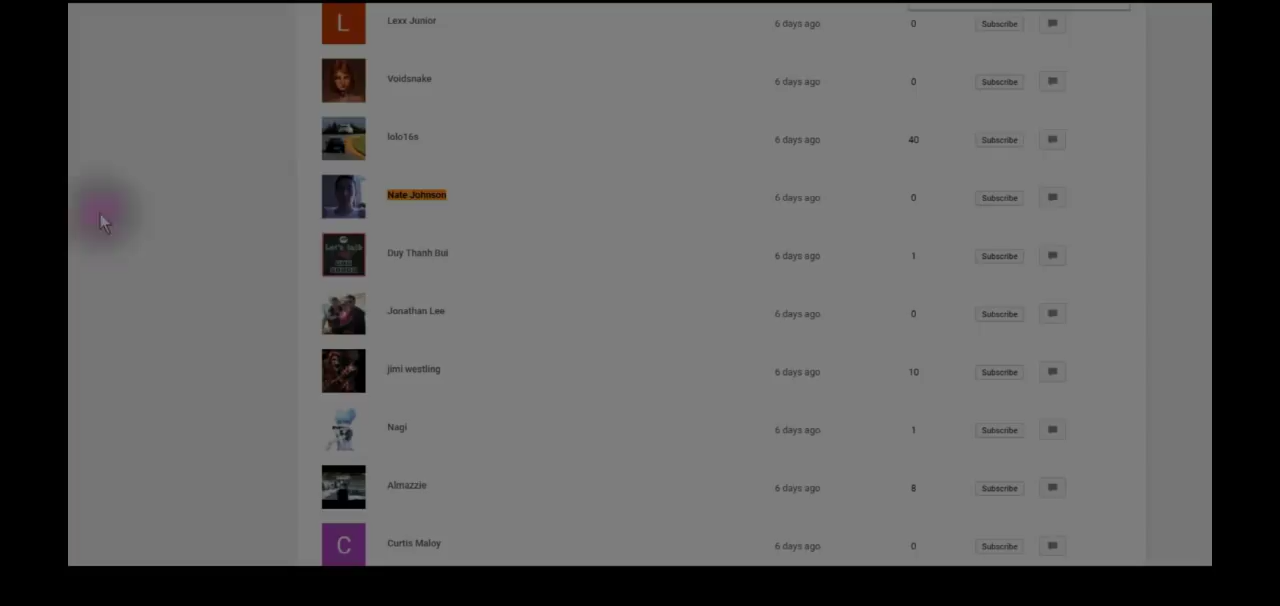 L Lexx Junior 6 days ago 0 Subscribe
Voidsnake 6 days ago 0 Subscribe
lolo16s 6 days ago 40 Subscribe
Nate Johnson 6 days ago 0 Subscribe
Duy Thanh Bui 6 days ago 1 Subscribe
Jonathan Lee 6 days ago 0 Subscribe
jimi westling 6 days ago 10 Subscribe
Nagi 6 days ago 1 Subscribe
Almazzie 6 days ago 8 Subscribe
C Curtis Maloy 6 days ago 0 Subscribe